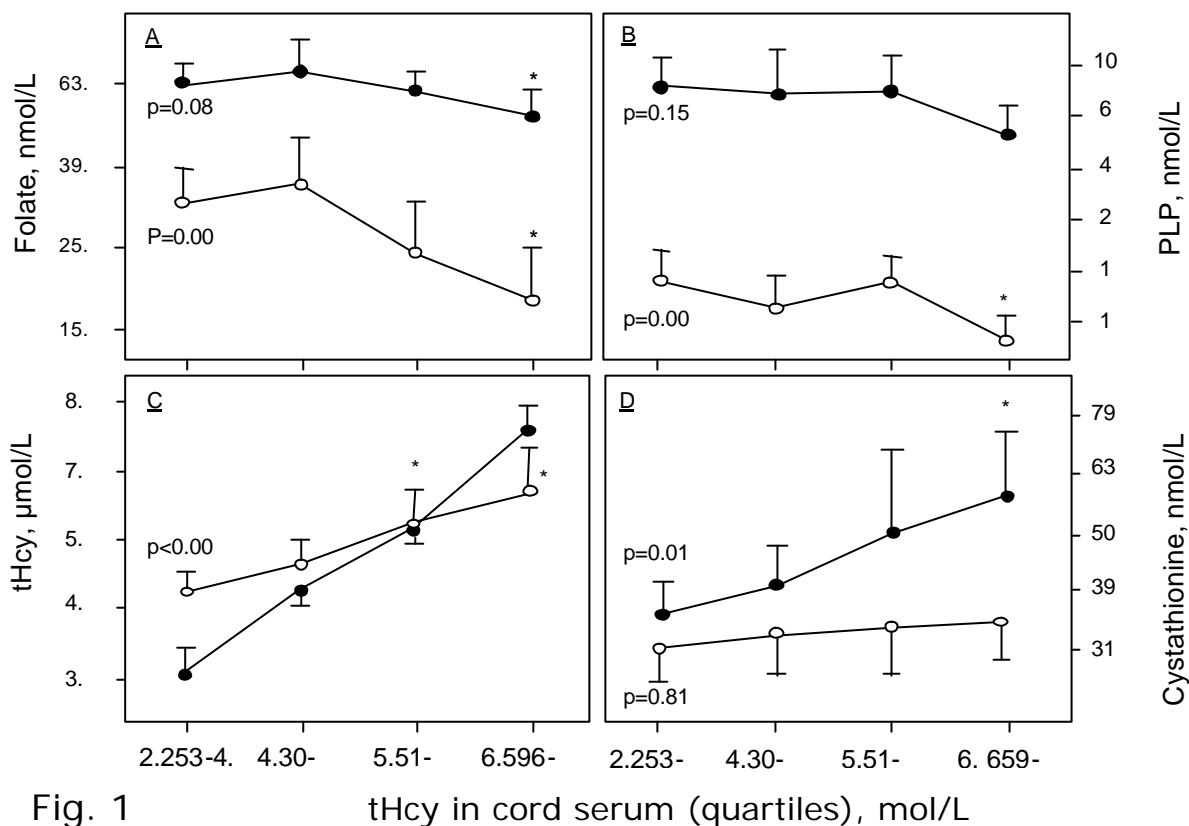 A
B
63.
*
10
p=0.08
p=0.15
6
Folate, nmol/L
39.
4
PLP, nmol/L
P=0.00
2
25.
*
1
*
p=0.00
15.
1
C
D
8.
*
79
tHcy, µmol/L
7.
*
*
63
Cystathionine, nmol/L
p<0.00
5.
p=0.01
50
4.
39
31
3.
p=0.81
2.253-4. 4.30- 5.51- 6.596- 2.253- 4.30- 5.51- 6. 659-
Fig. 1 tHcy in cord serum (quartiles), mol/L